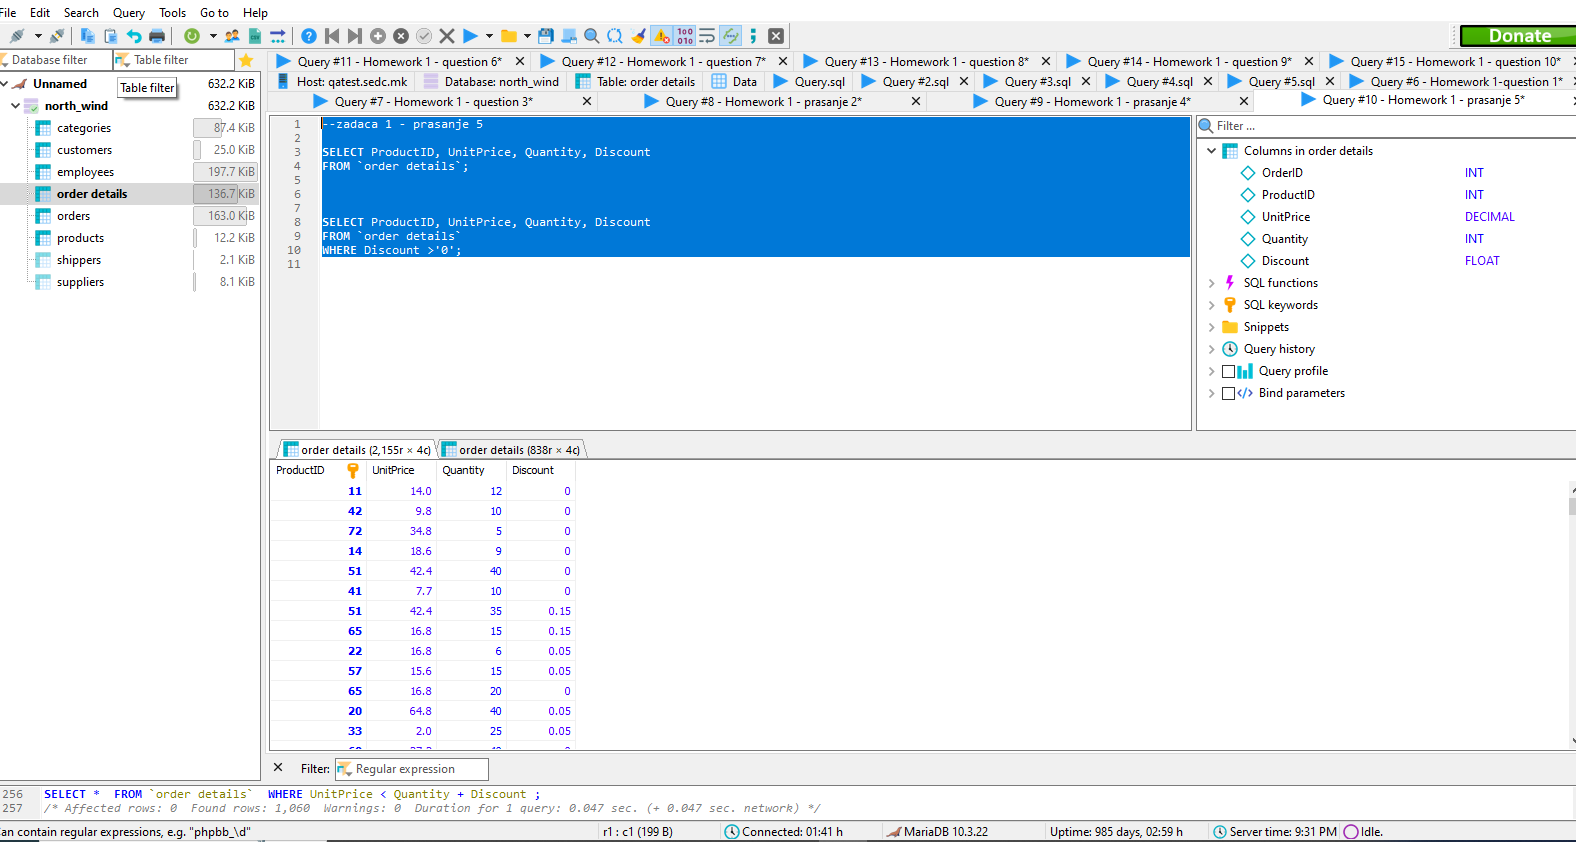 File Edit Search Query Tools Go to Help
Donate
Database filter Table filter
Query #11 - Homework 1 - question 6* Query #12 - Homework 1 - question 7* Query #13 - Homework 1 - question 8* Query #14 - Homework 1 - question 9* Query #15 - Homework 1 - question 10*
Host: qatest.sedc.mk Database: north_wind Table: order details Data Query.sql Query #2.sql Query #3.sql Query #4.sql Query #5.sql Query #6 - Homework 1-question 1*
Query #7 - Homework 1 - question 3* Query #8 - Homework 1 - prasanje 2* Query #9 - Homework 1 - prasanje 4* Query #10 - Homework 1 - prasanje 5*
Unnamed 632.2 KiB
Table filter
north_wind 632.2 KiB
categories 87.4 KiB
customers 25.0 KiB
employees 197.7 KiB
order details 136.7 KiB
orders 163.0 KiB
products 12.2 KiB
shippers 2.1 KiB
suppliers 8.1 KiB
1 --zadaca 1 - prasanje 5
2
3 SELECT ProductID, UnitPrice, Quantity, Discount
4 FROM `order details`;
5
6
7
8 SELECT ProductID, UnitPrice, Quantity, Discount
9 FROM `order details`
10 WHERE Discount >'0';
11
Filter ...
Columns in order details
OrderID INT
ProductID INT
UnitPrice DECIMAL
Quantity INT
Discount FLOAT
SQL functions
SQL keywords
Snippets
Query history
Query profile
Bind parameters
order details (2,155r × 4c) order details (838r × 4c)
ProductID UnitPrice Quantity Discount
11 14.0 12 0
42 9.8 10 0
72 34.8 5 0
14 18.6 9 0
51 42.4 40 0
41 7.7 10 0
51 42.4 35 0.15
65 16.8 15 0.15
22 16.8 6 0.05
57 15.6 15 0.05
65 16.8 20 0
20 64.8 40 0.05
33 2.0 25 0.05
Filter: Regular expression
256 SELECT * FROM `order details` WHERE UnitPrice < Quantity + Discount ;
257 /* Affected rows: 0 Found rows: 1,060 Warnings: 0 Duration for 1 query: 0.047 sec. (+ 0.047 sec. network) */
Can contain regular expressions, e.g. "phpbb_\d" r1 : c1 (199 B) Connected: 01:41 h MariaDB 10.3.22 Uptime: 985 days, 02:59 h Server time: 9:31 PM Idle.